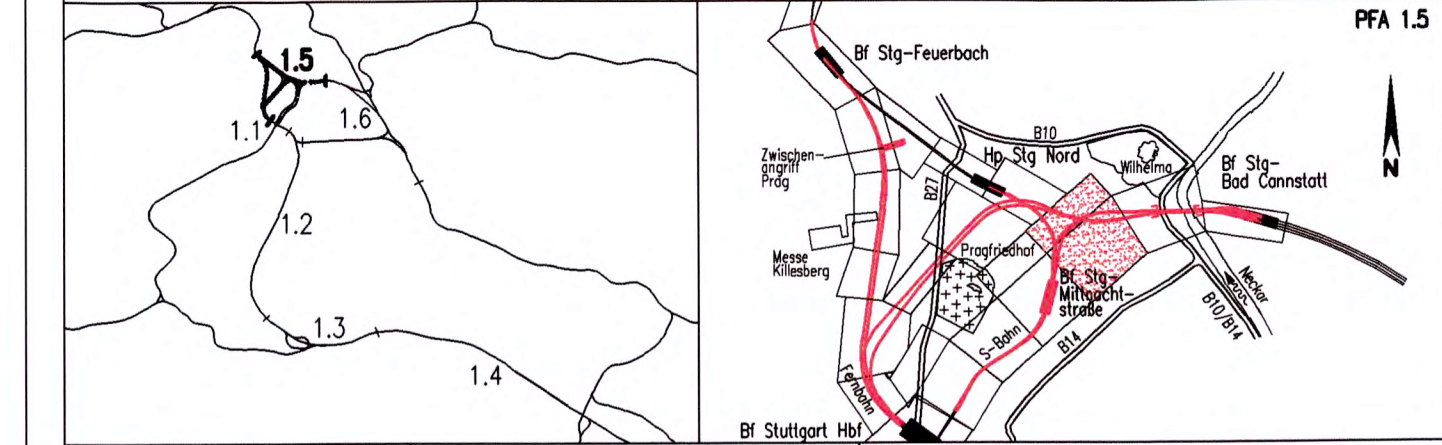 1.5
1.1
1.6
1.2
1.3
1.4
PFA 1.5
Bf Stg-Feuerbach
B10
Zwischen-
angriff
Prag
Hp Stg Nord
Wilhelma
Bf Stg-
Bad Cannstatt
N
B27
Messe
Killesberg
Pragfriedhof
Bf Stg-
Mittnacht-
straße
Neckar
B10/B14
S-Bahn
B14
Fernbahn
Bf Stuttgart Hbf